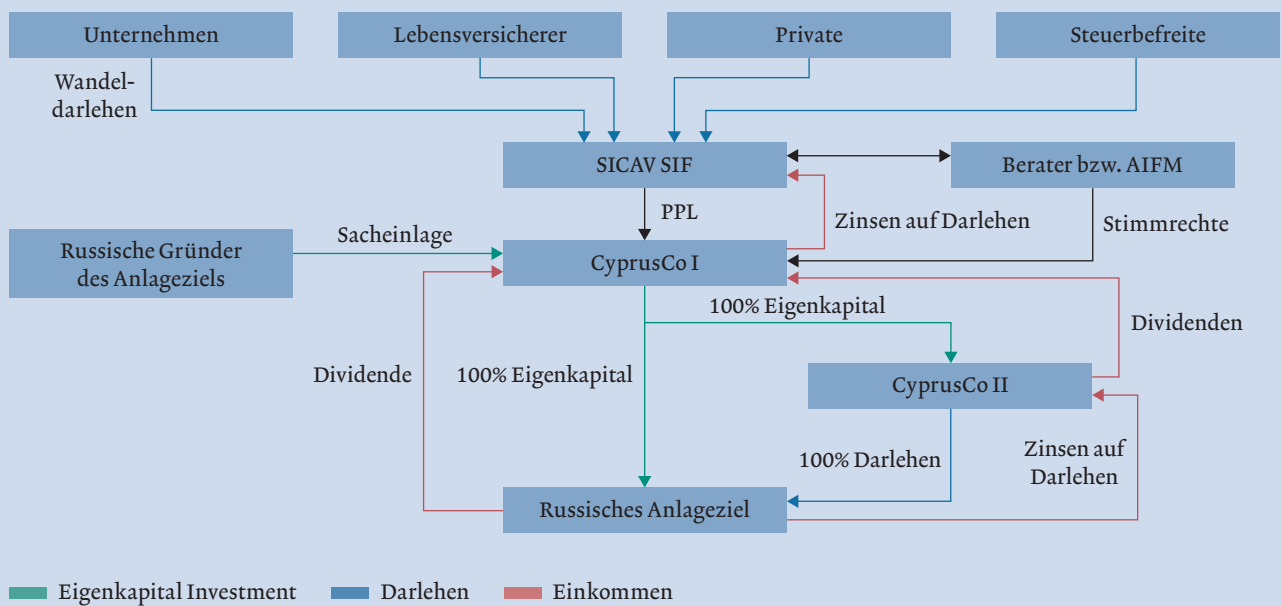 Unternehmen
Lebensversicherer
Private
Steuerbefreite
Wandel-
darlehen
SICAV SIF
Berater bzw. AIFM
PPL
Zinsen auf Darlehen
Stimmrechte
Russische Gründer
des Anlageziels
Sacheinlage
CyprusCo I
100% Eigenkapital
Dividenden
Dividende
100% Eigenkapital
CyprusCo II
100% Darlehen
Zinsen auf
Darlehen
Russisches Anlageziel
Eigenkapital Investment
Darlehen
Einkommen